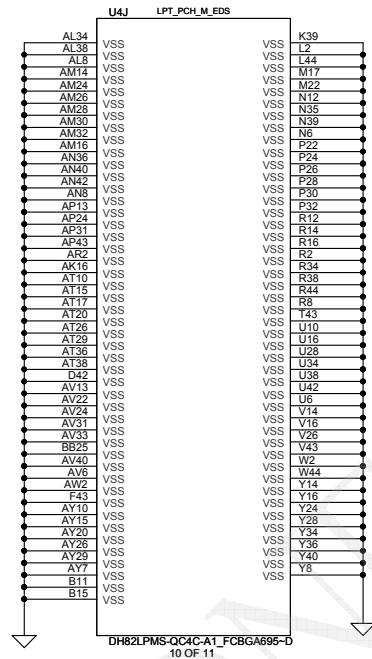 U4J LPT_PCH_M_EDS
AL34 VSS VSS K39
AL38 VSS VSS L2
AL8 VSS VSS L44
AM14 VSS VSS M17
AM24 VSS VSS M22
AM26 VSS VSS N12
AM28 VSS VSS N35
AM30 VSS VSS N39
AM32 VSS VSS N6
AM16 VSS VSS P22
AN36 VSS VSS P24
AN40 VSS VSS P26
AN42 VSS VSS P28
AN8 VSS VSS P30
AP13 VSS VSS P32
AP24 VSS VSS R12
AP31 VSS VSS R14
AP43 VSS VSS R16
AR2 VSS VSS R2
AK16 VSS VSS R34
AT10 VSS VSS R38
AT15 VSS VSS R44
AT17 VSS VSS R8
AT20 VSS VSS T43
AT26 VSS VSS U10
AT29 VSS VSS U16
AT36 VSS VSS U28
AT38 VSS VSS U34
D42 VSS VSS U38
AV13 VSS VSS U42
AV22 VSS VSS U6
AV24 VSS VSS V14
AV31 VSS VSS V16
AV33 VSS VSS V26
BB25 VSS VSS V43
AV40 VSS VSS W2
AV6 VSS VSS W44
AW2 VSS VSS Y14
F43 VSS VSS Y16
AY10 VSS VSS Y24
AY15 VSS VSS Y28
AY20 VSS VSS Y34
AY26 VSS VSS Y36
AY29 VSS VSS Y40
AY7 VSS VSS Y8
B11 VSS
B15 VSS
DH82LPMS-QC4C-A1_FCBGA695~D
10 OF 11